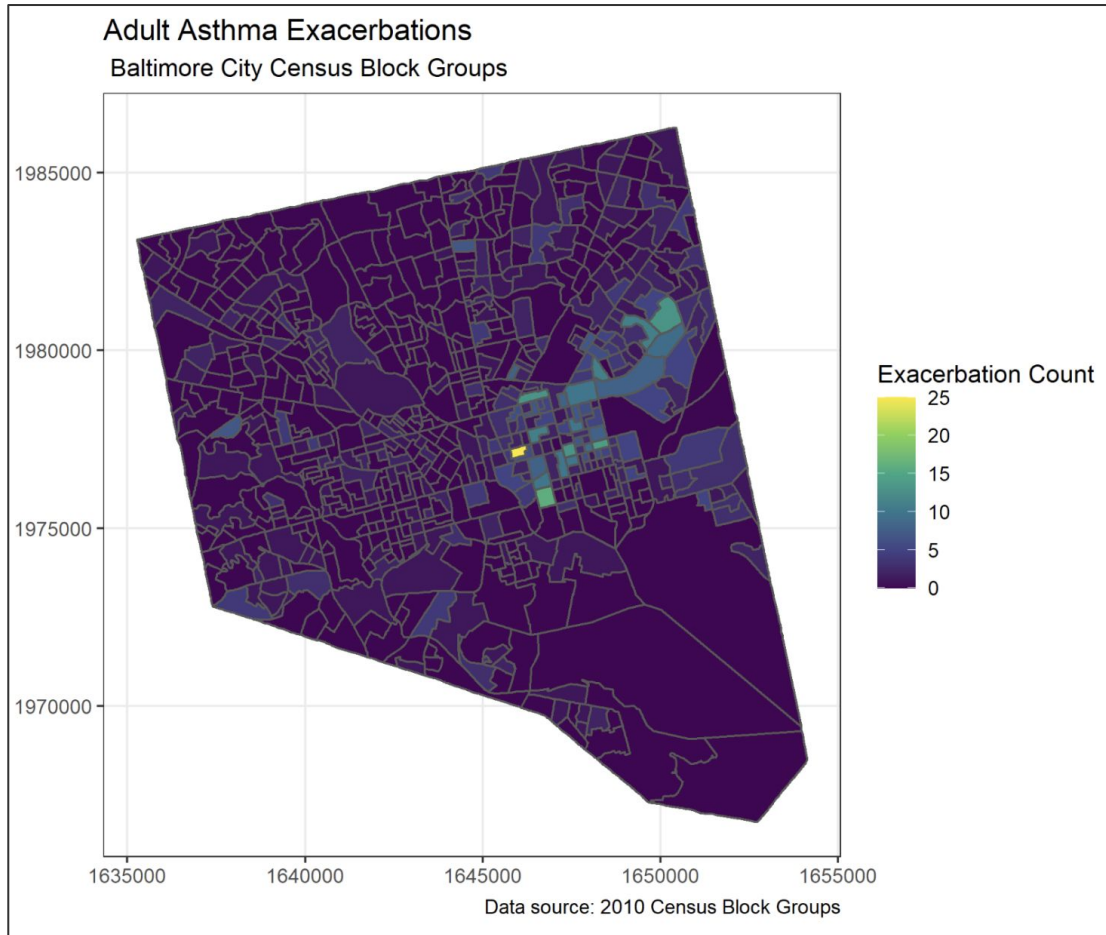 Adult Asthma Exacerbations
Baltimore City Census Block Groups
1985000
1980000
1975000
1970000
1635000 1640000 1645000 1650000 1655000
Exacerbation Count
25
20
15
10
5
0
Data source: 2010 Census Block Groups